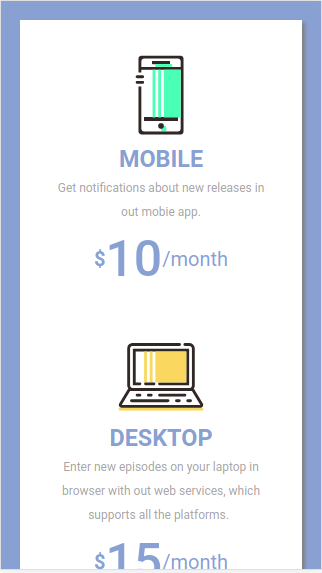 MOBILE
Get notifications about new releases in
out mobie app.
$10/month
DESKTOP
Enter new episodes on your laptop in
browser with out web services, which
supports all the platforms.
$15/month